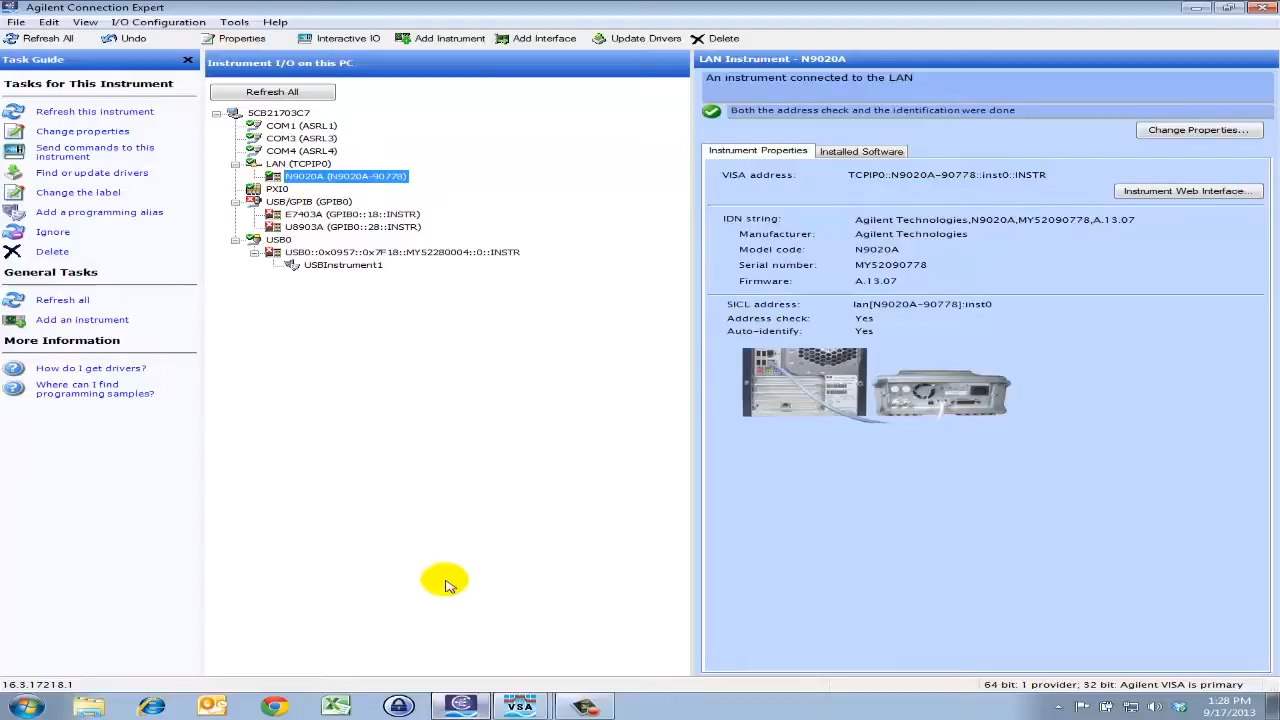 Agilent Connection Expert
File Edit View I/O Configuration Tools Help
Refresh All Undo Properties Interactive IO Add Instrument Add Interface Update Drivers Delete
Task Guide
Tasks for This Instrument
Refresh this instrument
Change properties
Send commands to this
instrument
Find or update drivers
Change the label
Add a programming alias
Ignore
Delete
General Tasks
Refresh all
Add an instrument
More Information
How do I get drivers?
Where can I find
programming samples?
Instrument I/O on this PC
Refresh All
5CB21703C7
COM1 (ASRL1)
COM3 (ASRL3)
COM4 (ASRL4)
LAN (TCPIP0)
N9020A (N9020A-90778)
PXI0
USB/GPIB (GPIB0)
E7403A (GPIB0::18::INSTR)
U8903A (GPIB0::28::INSTR)
USB0
USB0::0x0957::0x7F18::MY52280004::0::INSTR
USBInstrument1
LAN Instrument - N9020A
An instrument connected to the LAN
Both the address check and the identification were done
Change Properties...
Instrument Properties Installed Software
VISA address: TCPIP0::N9020A-90778::inst0::INSTR
Instrument Web Interface...
IDN string: Agilent Technologies,N9020A,MY52090778,A.13.07
Manufacturer: Agilent Technologies
Model code: N9020A
Serial number: MY52090778
Firmware: A.13.07
SICL address: lan[N9020A-90778]:inst0
Address check: Yes
Auto-identify: Yes
16.3.17218.1
64 bit: 1 provider; 32 bit: Agilent VISA is primary
VSA
1:28 PM
9/17/2013